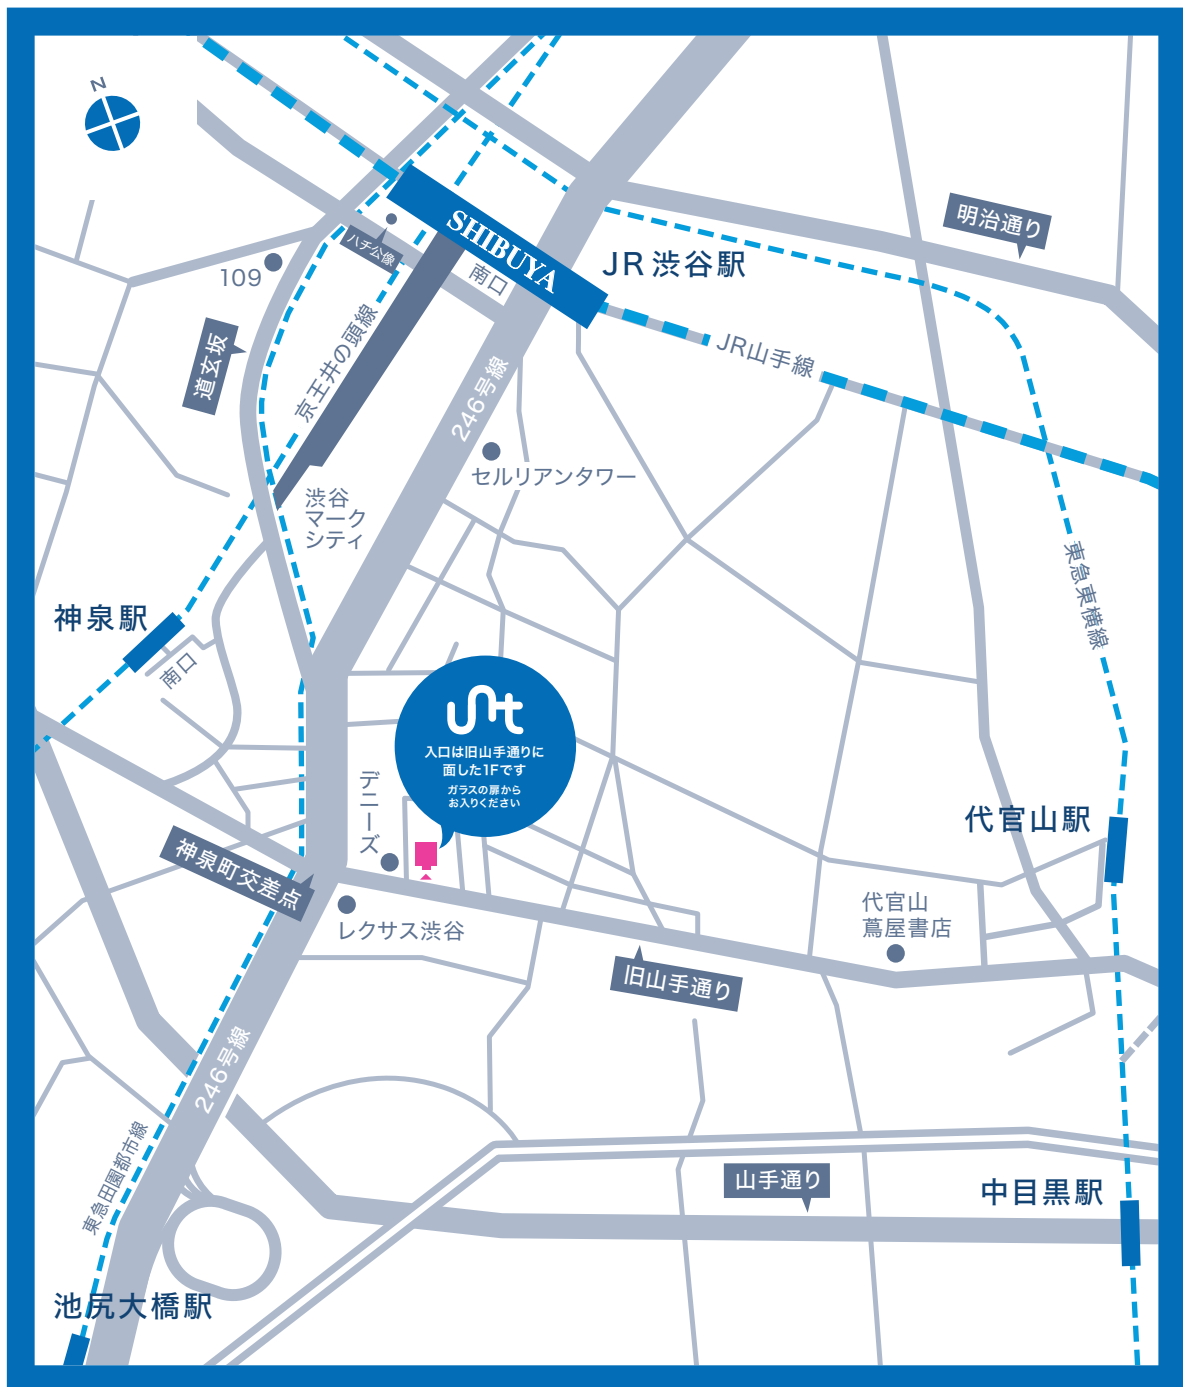 N
明治通り
SHIBUYA
JR渋谷駅
ハチ公像
109
南口
道玄坂
京王井の頭線
JR山手線
246号線
セルリアンタワー
渋谷
マーク
シティ
東急東横線
神泉駅
南口
unt
入口は旧山手通りに
面した1Fです
ガラスの扉から
お入りください
デニーズ
代官山駅
神泉町交差点
レクサス渋谷
代官山
蔦屋書店
旧山手通り
246号線
東急田園都市線
山手通り
中目黒駅
池尻大橋駅